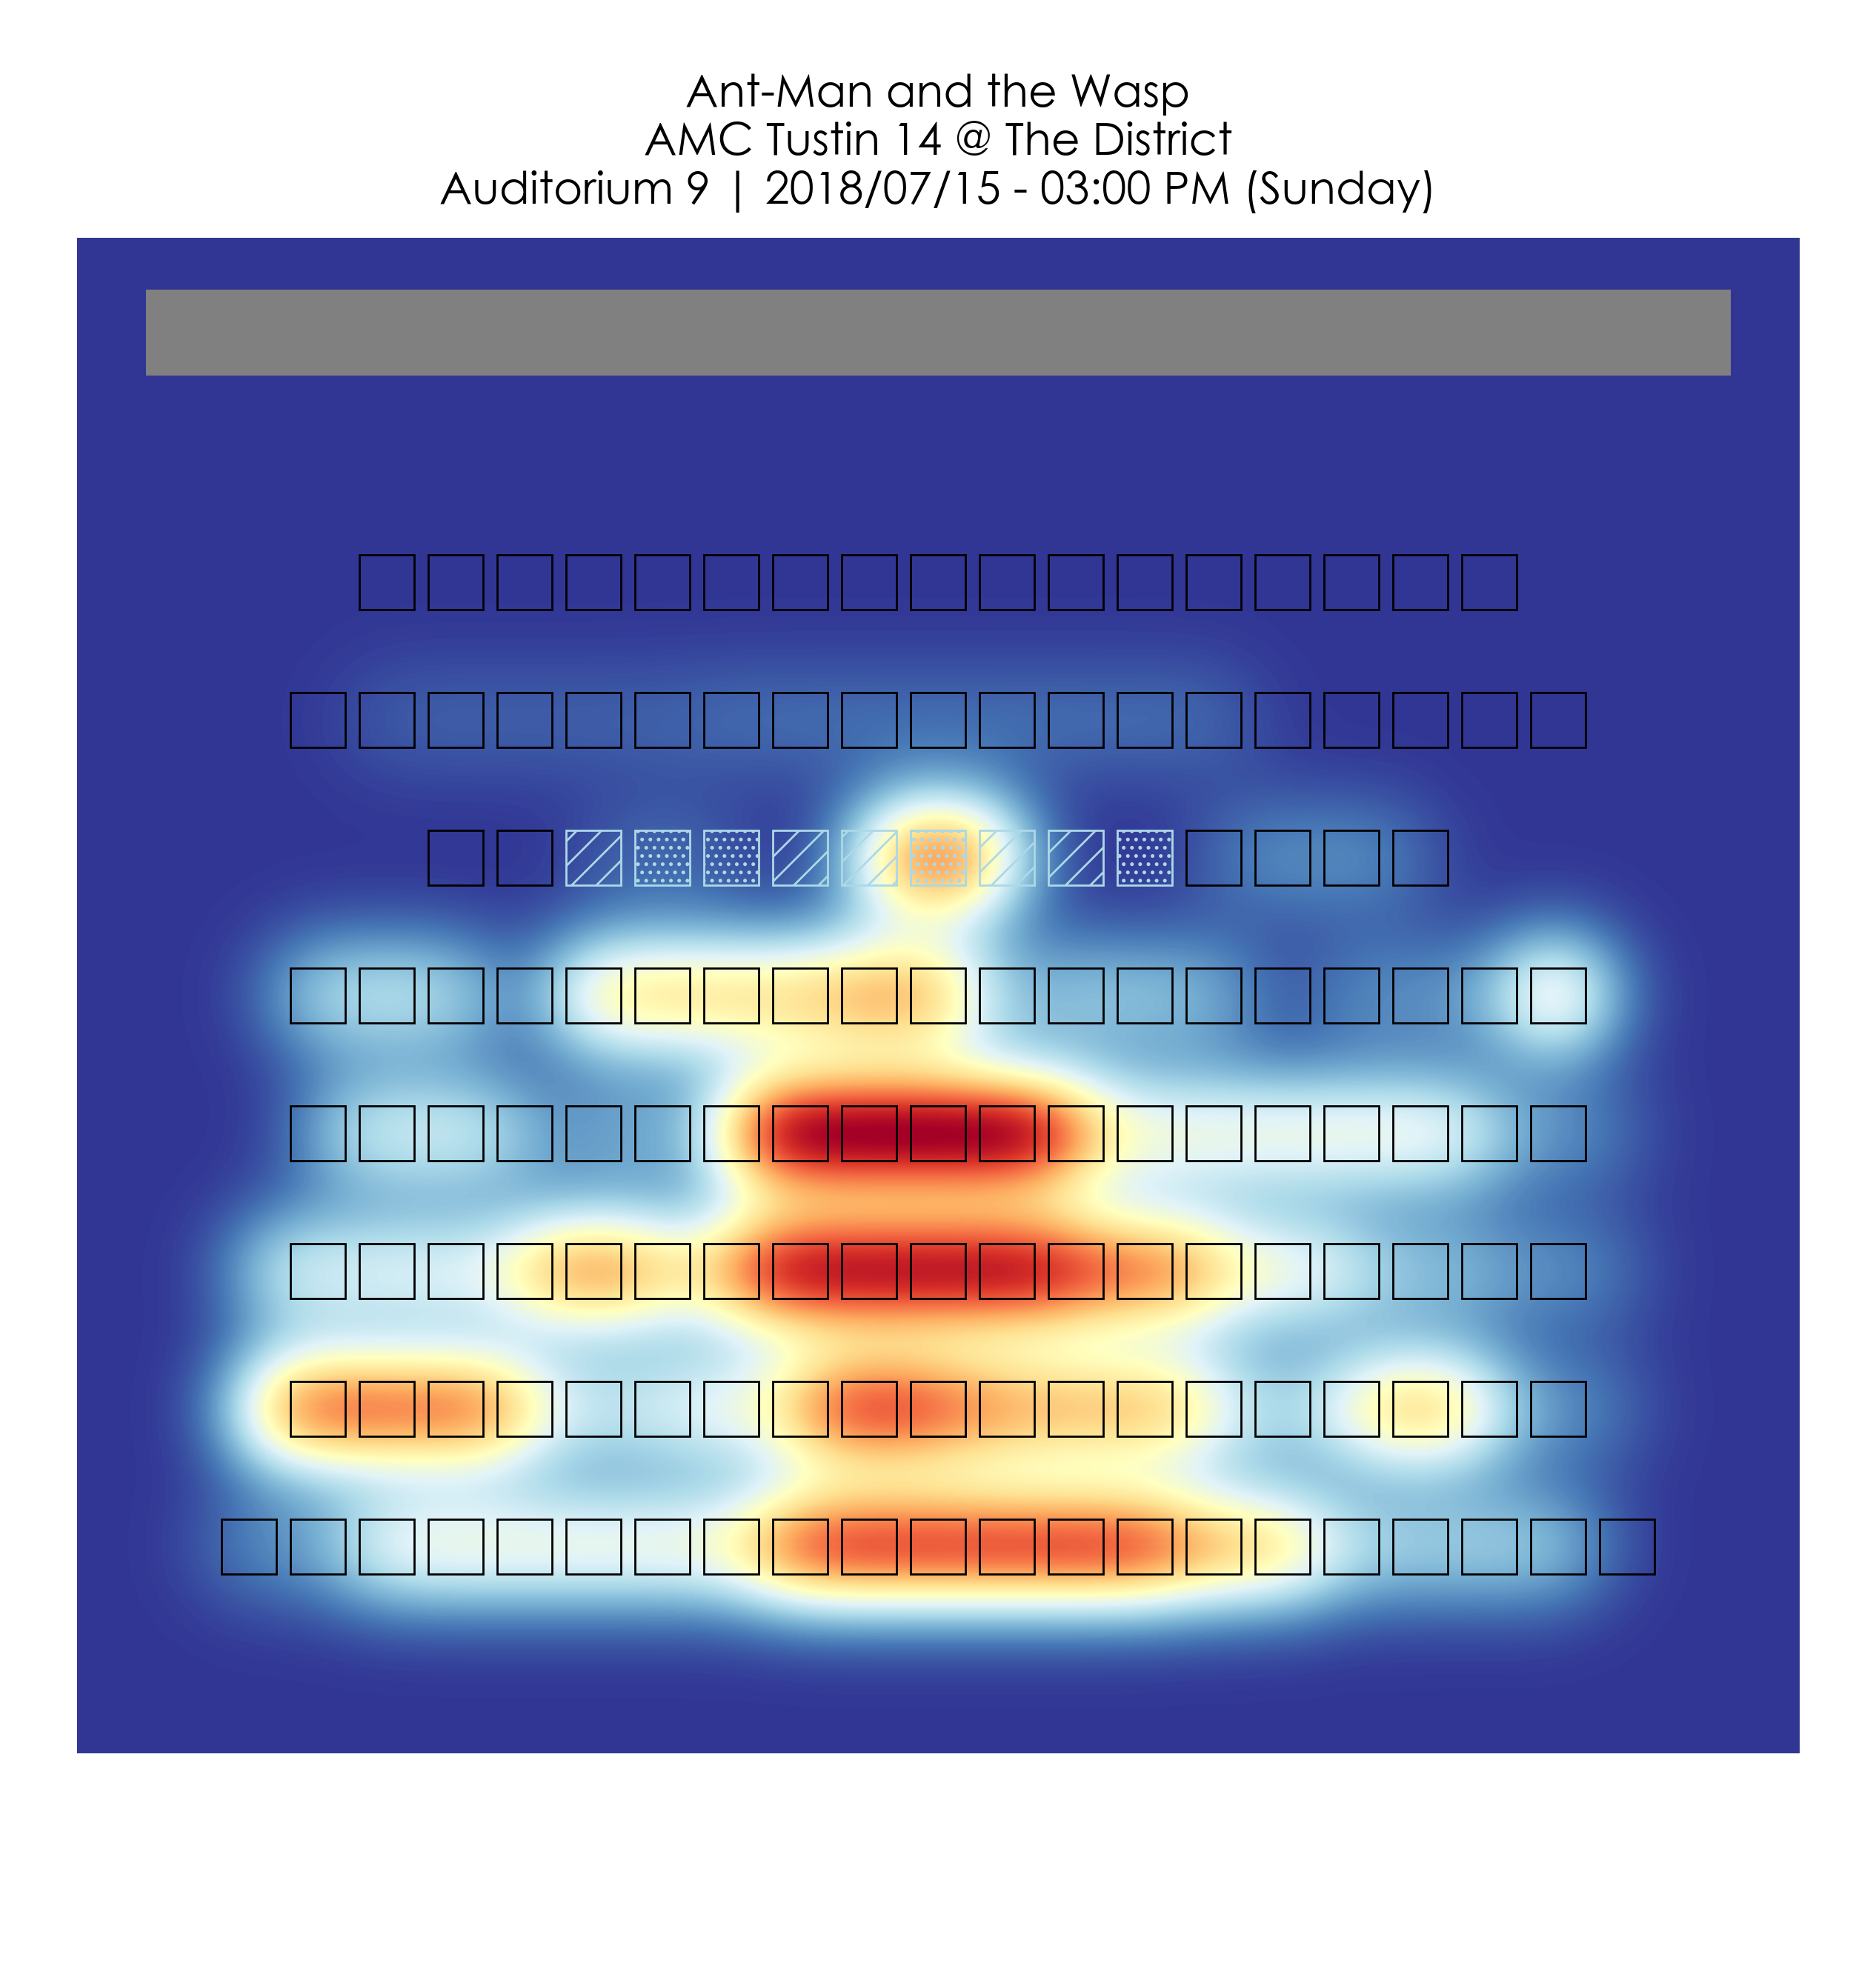 Ant-Man and the Wasp
AMC Tustin 14 @ The District
Auditorium 9 | 2018/07/15 - 03:00 PM (Sunday)